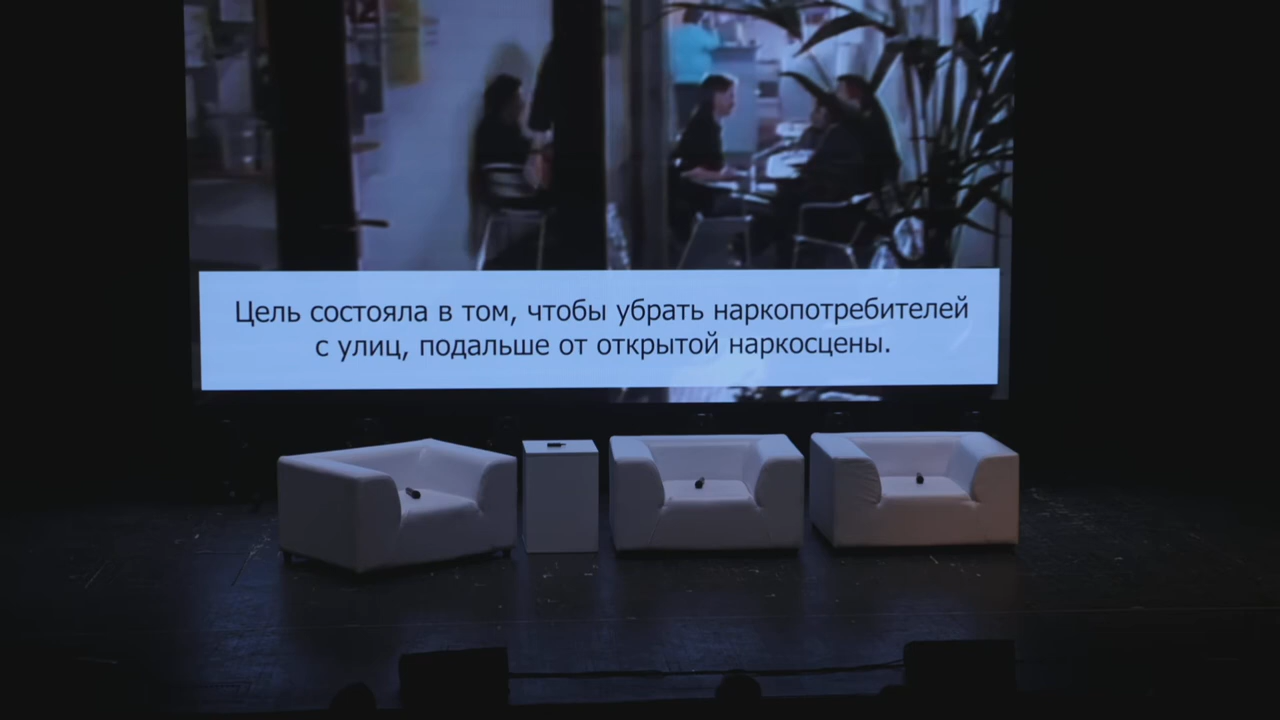 Цель состояла в том, чтобы убрать наркопотребителей
с улиц, подальше от открытой наркосцены.